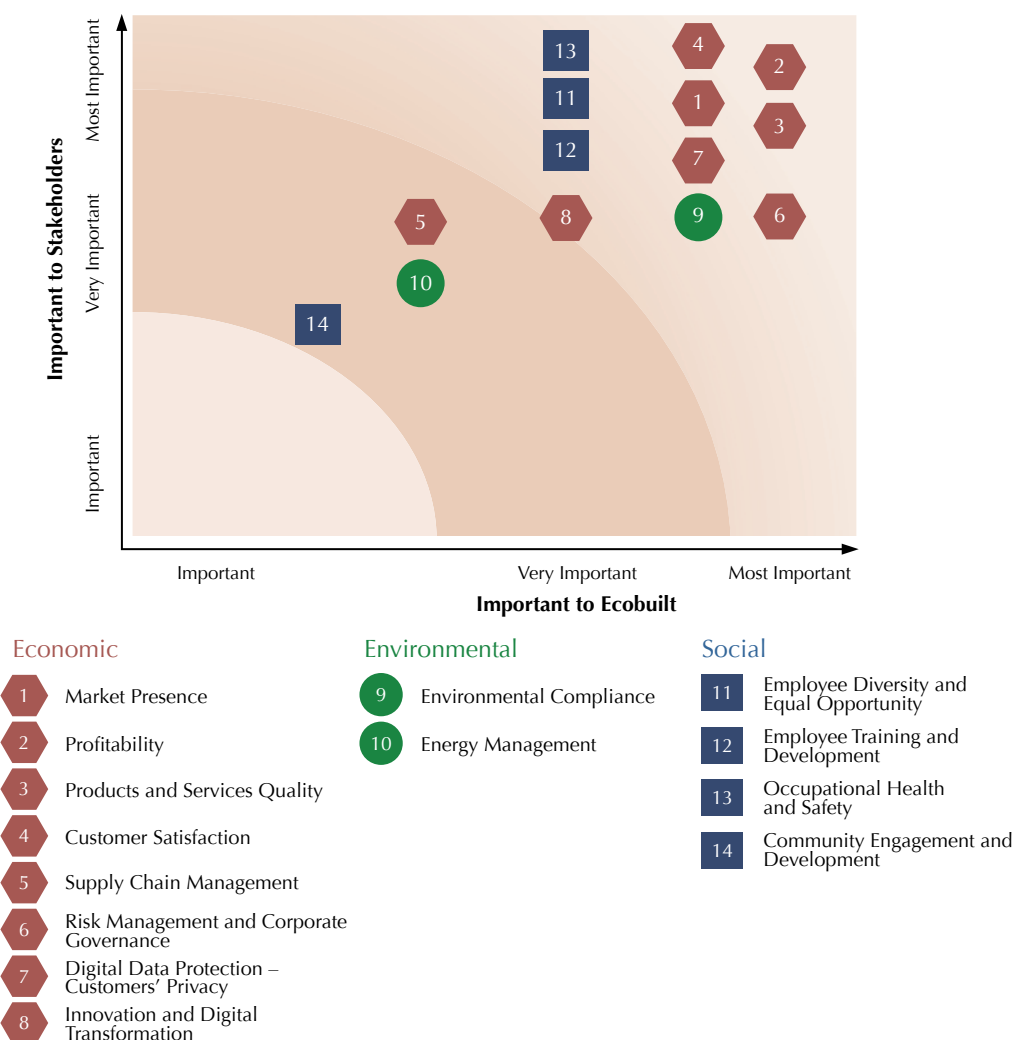 Important to Stakeholders
Most Important
Very Important
Important
13
4
2
11
1
3
12
7
5
8
9
6
10
14
Important
Very Important
Most Important
Important to Ecobuilt
Economic
1
Market Presence
2
Profitability
3
Products and Services Quality
4
Customer Satisfaction
5
Supply Chain Management
6
Risk Management and Corporate
Governance
7
Digital Data Protection –
Customers’ Privacy
8
Innovation and Digital
Transformation
Environmental
9
Environmental Compliance
10
Energy Management
Social
11
Employee Diversity and
Equal Opportunity
12
Employee Training and
Development
13
Occupational Health
and Safety
14
Community Engagement and
Development